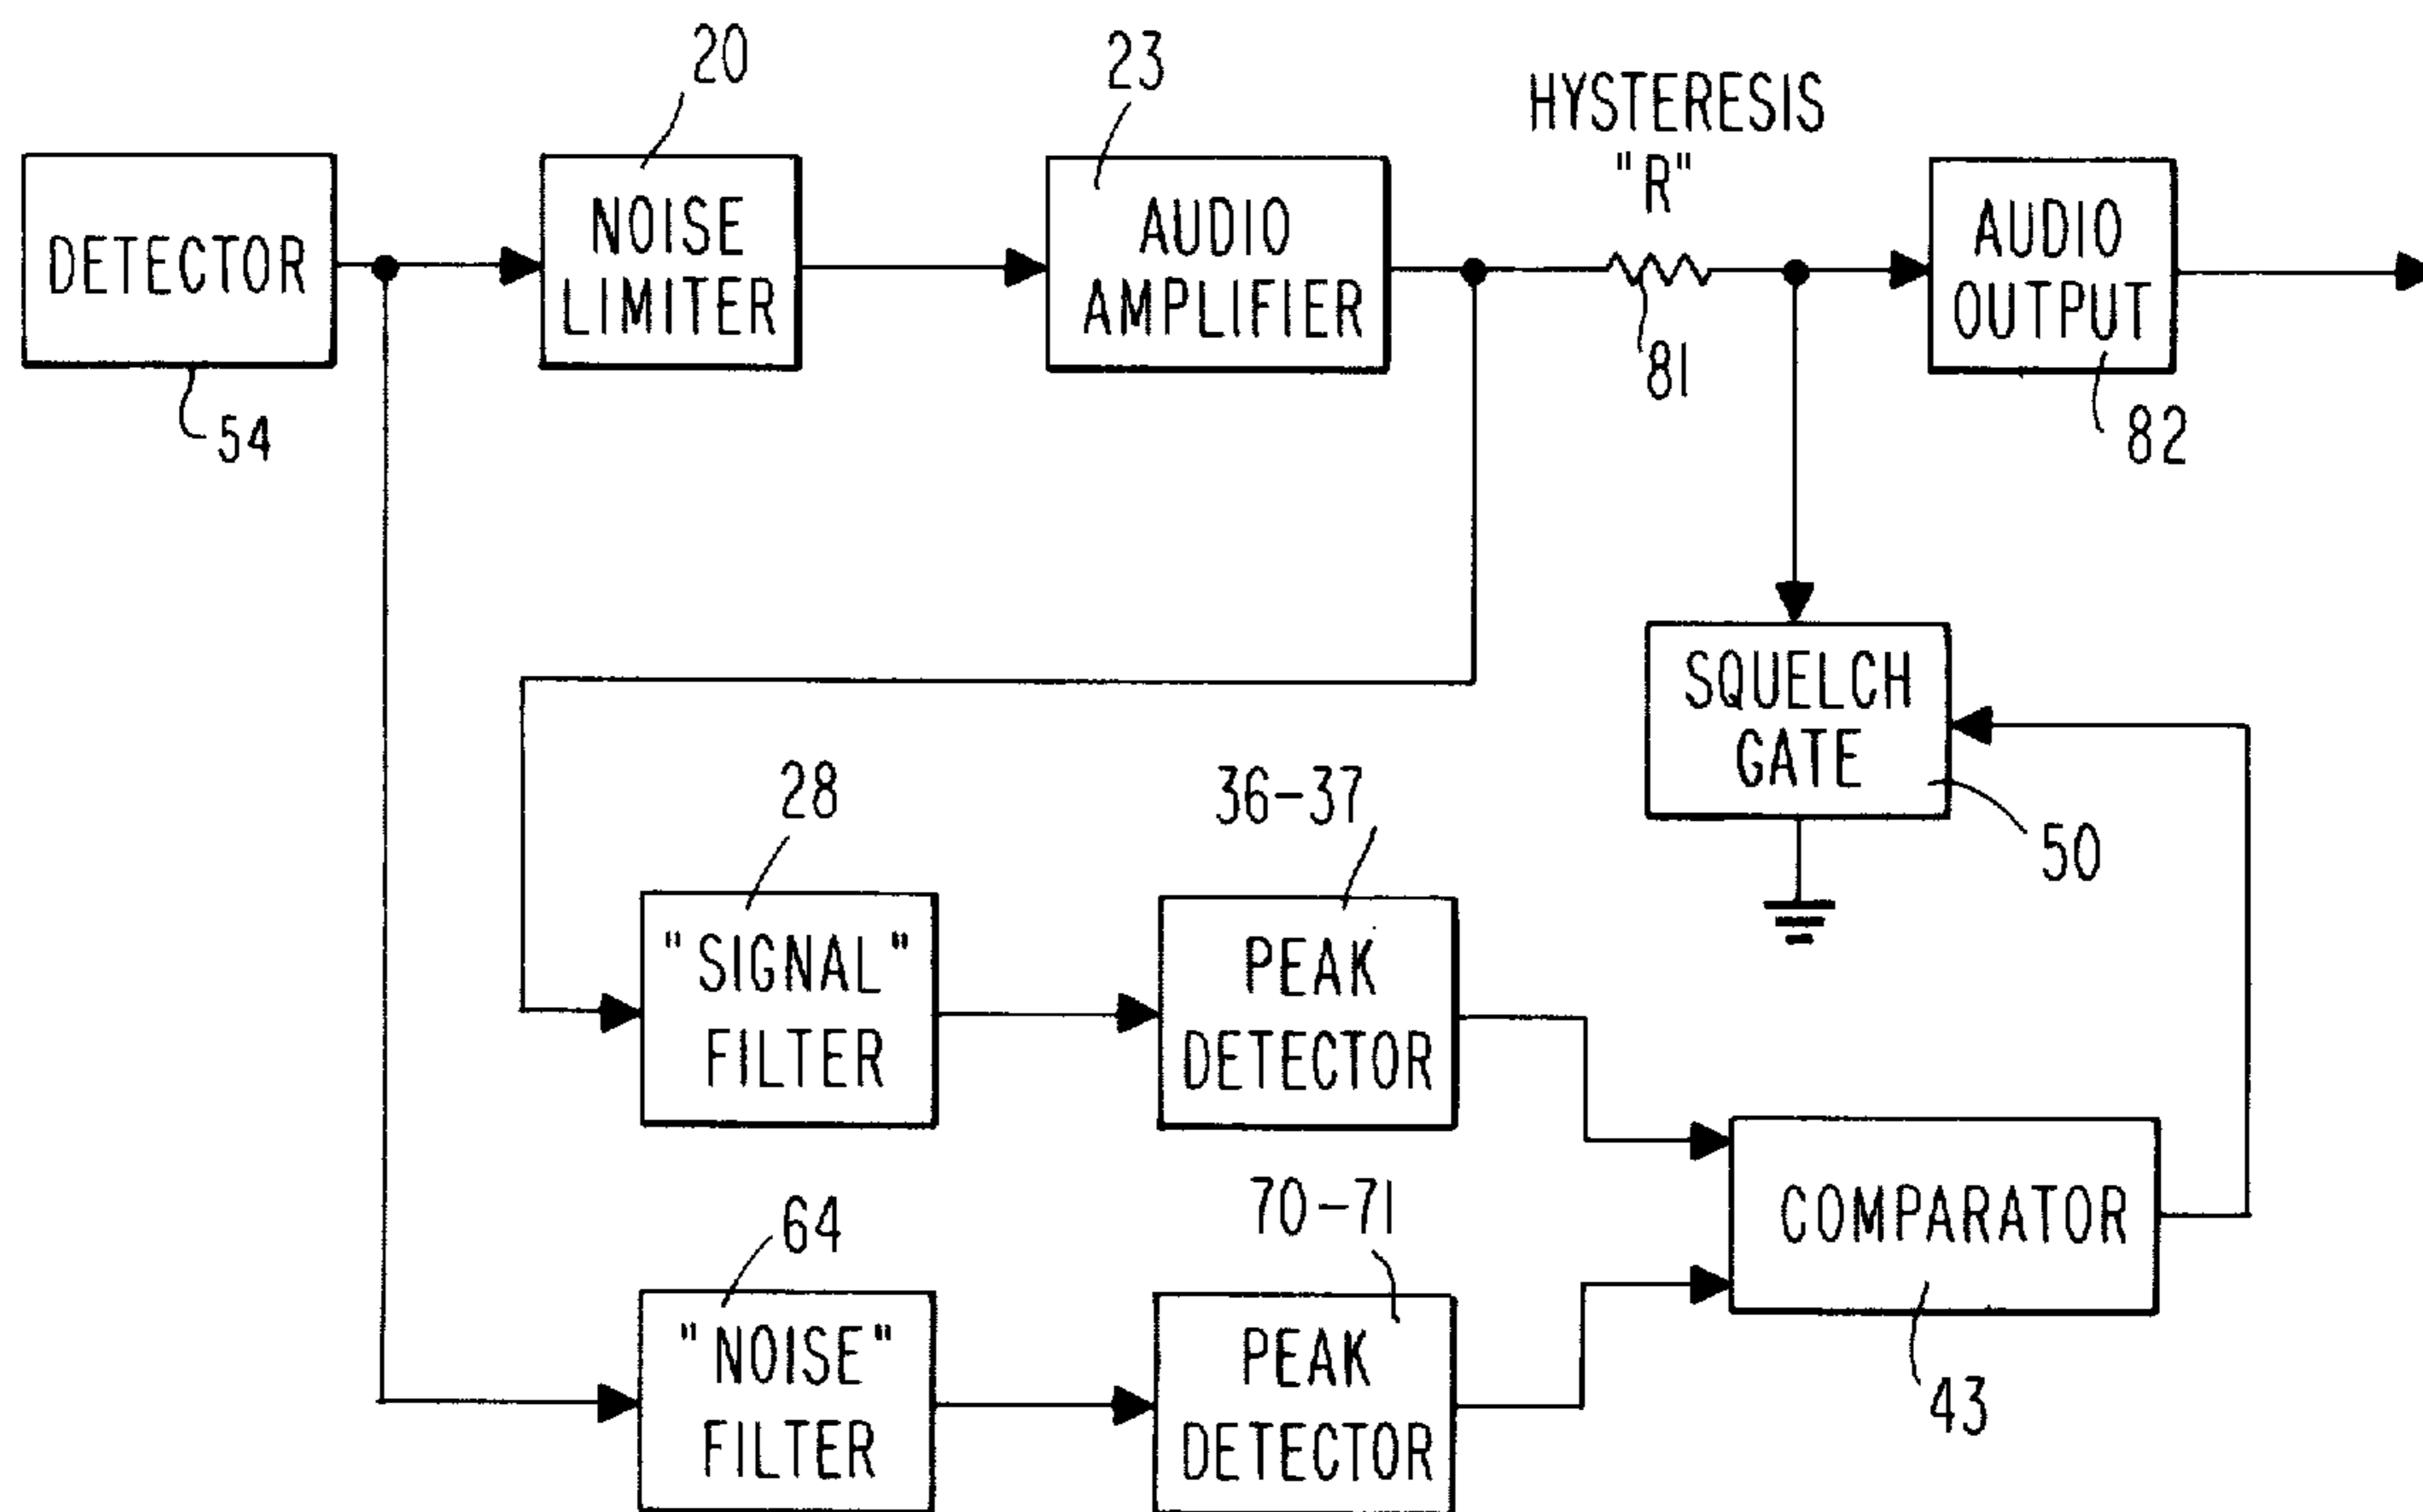 20
23
HYSTERESIS
"R"
DETECTOR
NOISE
LIMITER
AUDIO
AMPLIFIER
AUDIO
OUTPUT
81
54
82
SQUELCH
GATE
50
28
36-37
"SIGNAL"
FILTER
PEAK
DETECTOR
64
70-71
COMPARATOR
43
"NOISE"
FILTER
PEAK
DETECTOR